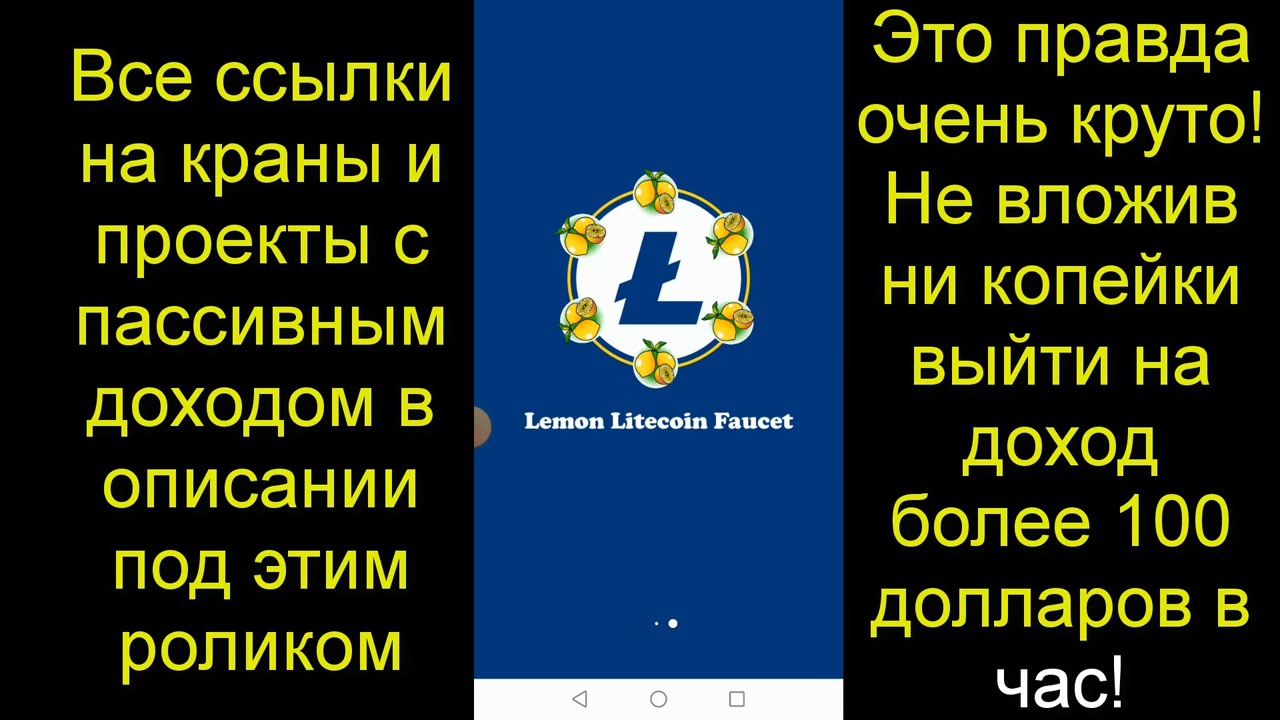 Все ссылки
на краны и
проекты с
пассивным
доходом в
описании
под этим
роликом
Lemon Litecoin Faucet
Это правда
очень круто!
Не вложив
ни копейки
выйти на
доход
более 100
долларов в
час!